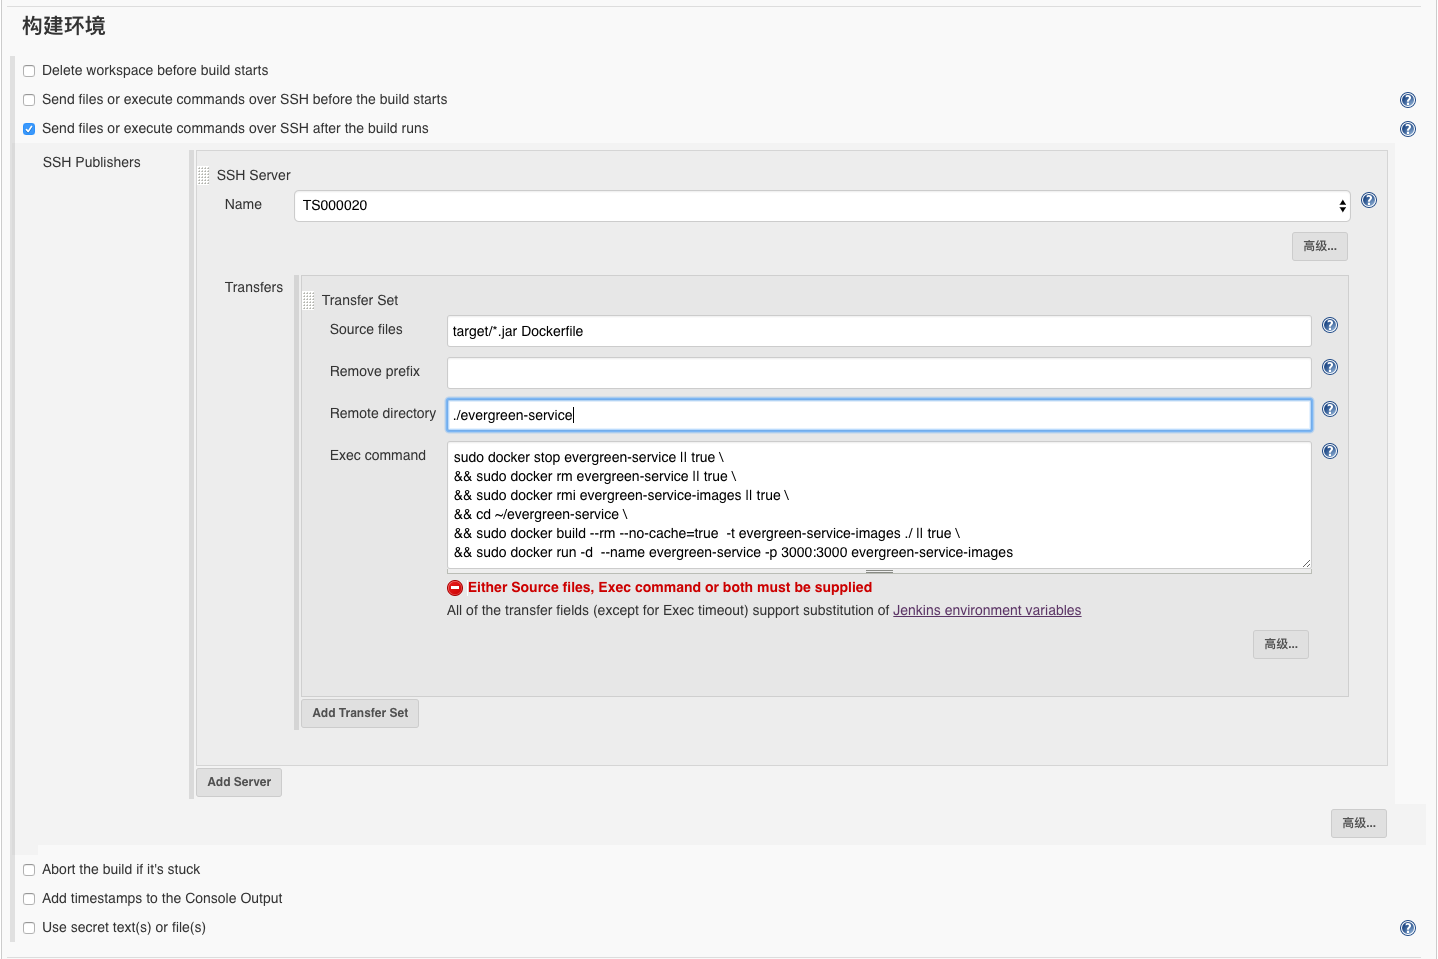 构建环境
Delete workspace before build starts
Send files or execute commands over SSH before the build starts
Send files or execute commands over SSH after the build runs
SSH Publishers
SSH Server
Name
TS000020
高级...
Transfers
Transfer Set
Source files
target/*.jar Dockerfile
Remove prefix
Remote directory
./evergreen-service
Exec command
sudo docker stop evergreen-service || true \
&& sudo docker rm evergreen-service || true \
&& sudo docker rmi evergreen-service-images || true \
&& cd ~/evergreen-service \
&& sudo docker build --rm --no-cache=true  -t evergreen-service-images ./ || true \
&& sudo docker run -d  --name evergreen-service -p 3000:3000 evergreen-service-images
Either Source files, Exec command or both must be supplied
All of the transfer fields (except for Exec timeout) support substitution of Jenkins environment variables
高级...
Add Transfer Set
Add Server
高级...
Abort the build if it's stuck
Add timestamps to the Console Output
Use secret text(s) or file(s)